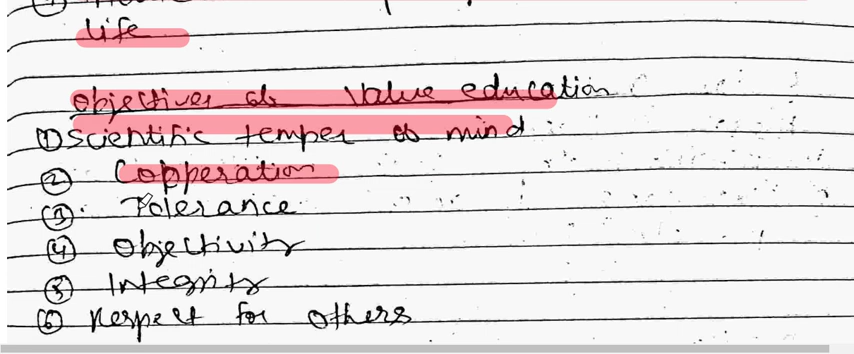 life
Objectives of Value education
① Scientific temper of mind
② Copperation
③ Tolerance
④ Objectivity
⑤ Integrity
⑥ Respect for others